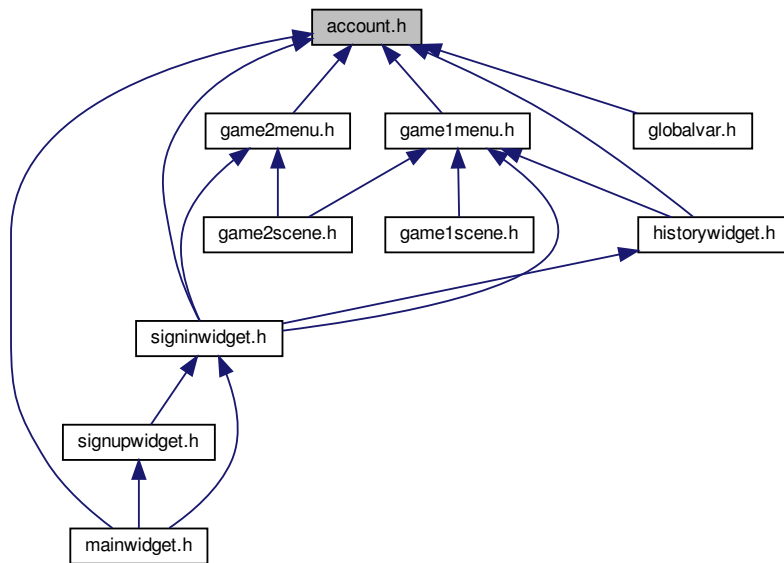 account.h
game2menu.h
game1menu.h
globalvar.h
game2scene.h
game1scene.h
historywidget.h
signinwidget.h
signupwidget.h
mainwidget.h